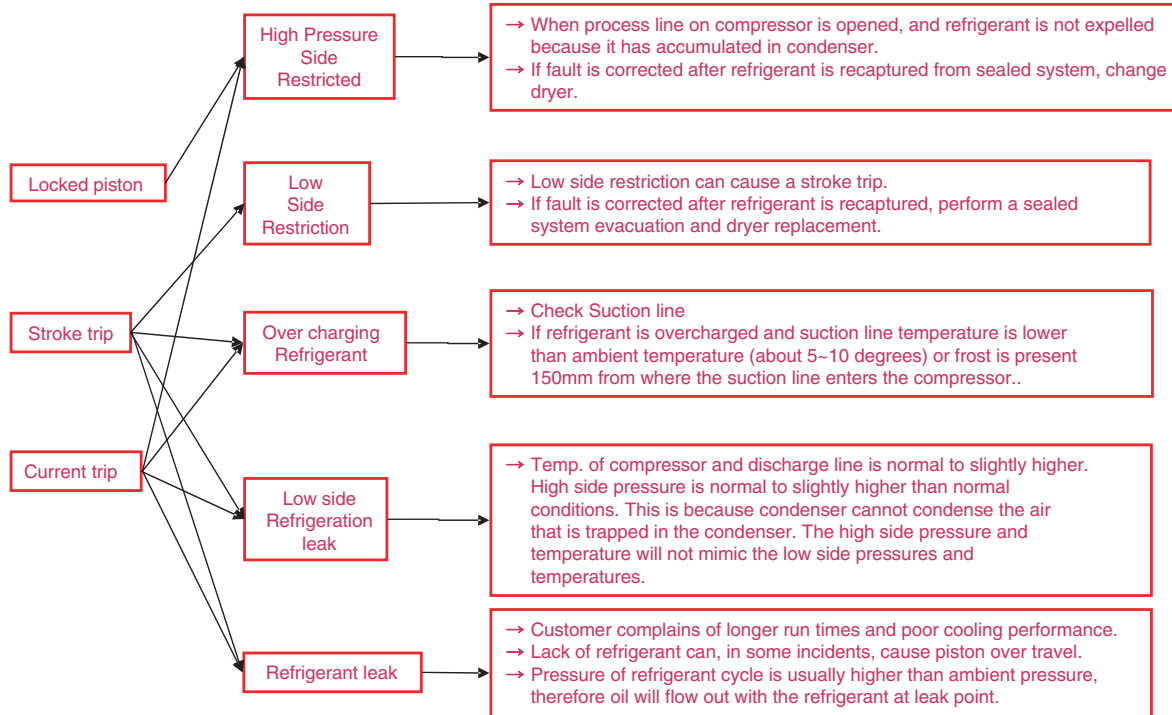 High Pressure
Side
Restricted
→ When process line on compressor is opened, and refrigerant is not expelled
because it has accumulated in condenser.
→ If fault is corrected after refrigerant is recaptured from sealed system, change
dryer.
Locked piston
Low
Side
Restriction
→ Low side restriction can cause a stroke trip.
→ If fault is corrected after refrigerant is recaptured, perform a sealed
system evacuation and dryer replacement.
Stroke trip
Over charging
Refrigerant
→ Check Suction line
→ If refrigerant is overcharged and suction line temperature is lower
than ambient temperature (about 5~10 degrees) or frost is present
150mm from where the suction line enters the compressor..
Current trip
Low side
Refrigeration
leak
→ Temp. of compressor and discharge line is normal to slightly higher.
High side pressure is normal to slightly higher than normal
conditions. This is because condenser cannot condense the air
that is trapped in the condenser. The high side pressure and
temperature will not mimic the low side pressures and
temperatures.
Refrigerant leak
→ Customer complains of longer run times and poor cooling performance.
→ Lack of refrigerant can, in some incidents, cause piston over travel.
→ Pressure of refrigerant cycle is usually higher than ambient pressure,
therefore oil will flow out with the refrigerant at leak point.